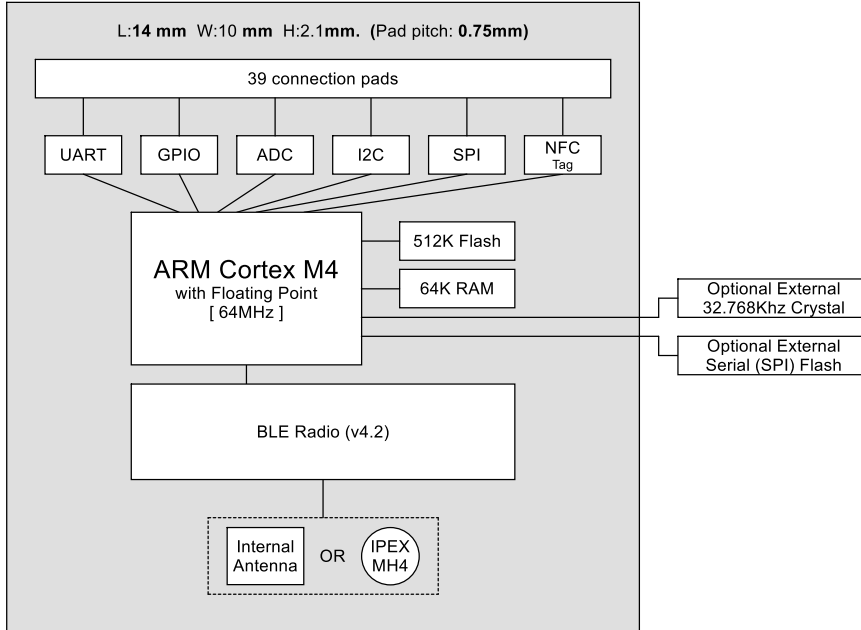 L:14 mm W:10 mm H:2.1mm. (Pad pitch: 0.75mm)
39 connection pads
UART
GPIO
ADC
I2C
SPI
NFC
Tag
ARM Cortex M4
with Floating Point
[ 64MHz ]
512K Flash
64K RAM
Optional External
32.768Khz Crystal
Optional External
Serial (SPI) Flash
BLE Radio (v4.2)
Internal
Antenna
OR
IPEX
MH4